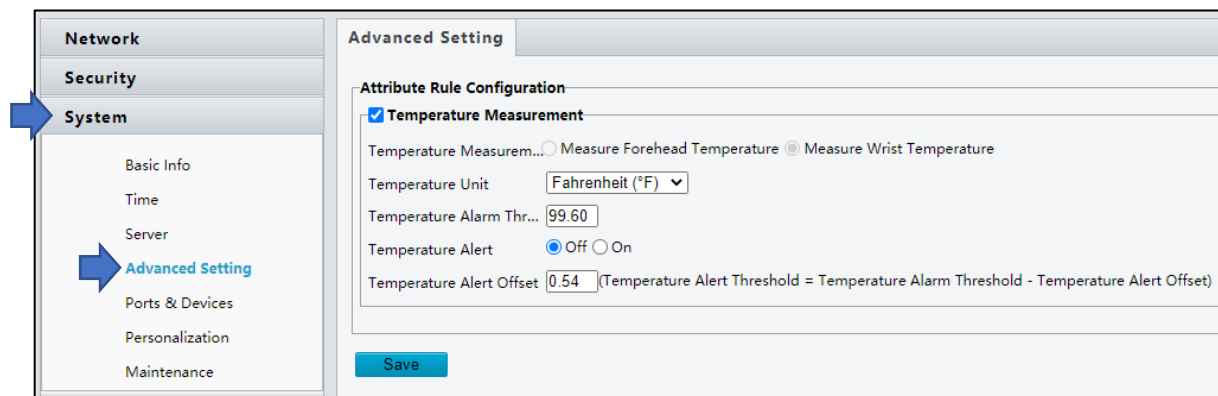 Network
Security
System
Basic Info
Time
Server
Advanced Setting
Ports & Devices
Personalization
Maintenance
Advanced Setting
Attribute Rule Configuration
Temperature Measurement
Temperature Measurem... Measure Forehead Temperature Measure Wrist Temperature
Temperature Unit Fahrenheit (°F)
Temperature Alarm Thr... 99.60
Temperature Alert Off On
Temperature Alert Offset 0.54 (Temperature Alert Threshold = Temperature Alarm Threshold - Temperature Alert Offset)
Save